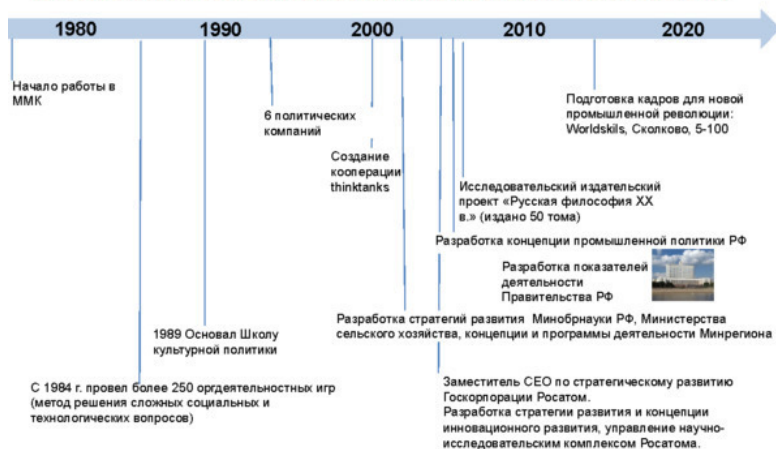 1980 1990 2000 2010 2020
Начало работы в
ММК
6 политических
компаний
Создание
кооперации
thinktanks
Подготовка кадров для новой
промышленной революции:
Worldskils, Сколково, 5-100
Исследовательский издательский
проект «Русская философия XX
в.» (издано 50 тома)
Разработка концепции промышленной политики РФ
Разработка показателей
деятельности
Правительства РФ
Разработка стратегий развития Минобрнауки РФ, Министерства
сельского хозяйства, концепции и программы деятельности Минрегиона
1989 Основал Школу
культурной политики
С 1984 г. провел более 250 оргдеятельностных игр
(метод решения сложных социальных и
технологических вопросов)
Заместитель СЕО по стратегическому развитию
Госкорпорации Росатом.
Разработка стратегии развития и концепции
инновационного развития, управление научно-
исследовательским комплексом Росатома.